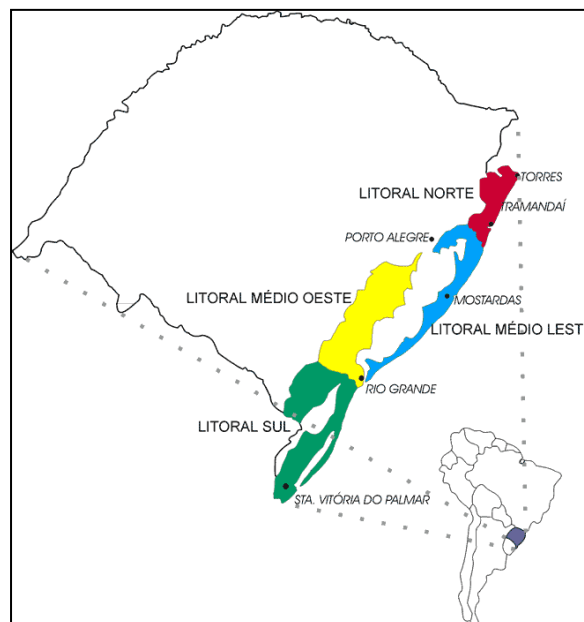 TORRES
LITORAL NORTE
TRAMANDAÍ
PORTO ALEGRE
LITORAL MÉDIO OESTE
MOSTARDAS
LITORAL MÉDIO LEST
RIO GRANDE
LITORAL SUL
STA. VITÓRIA DO PALMAR